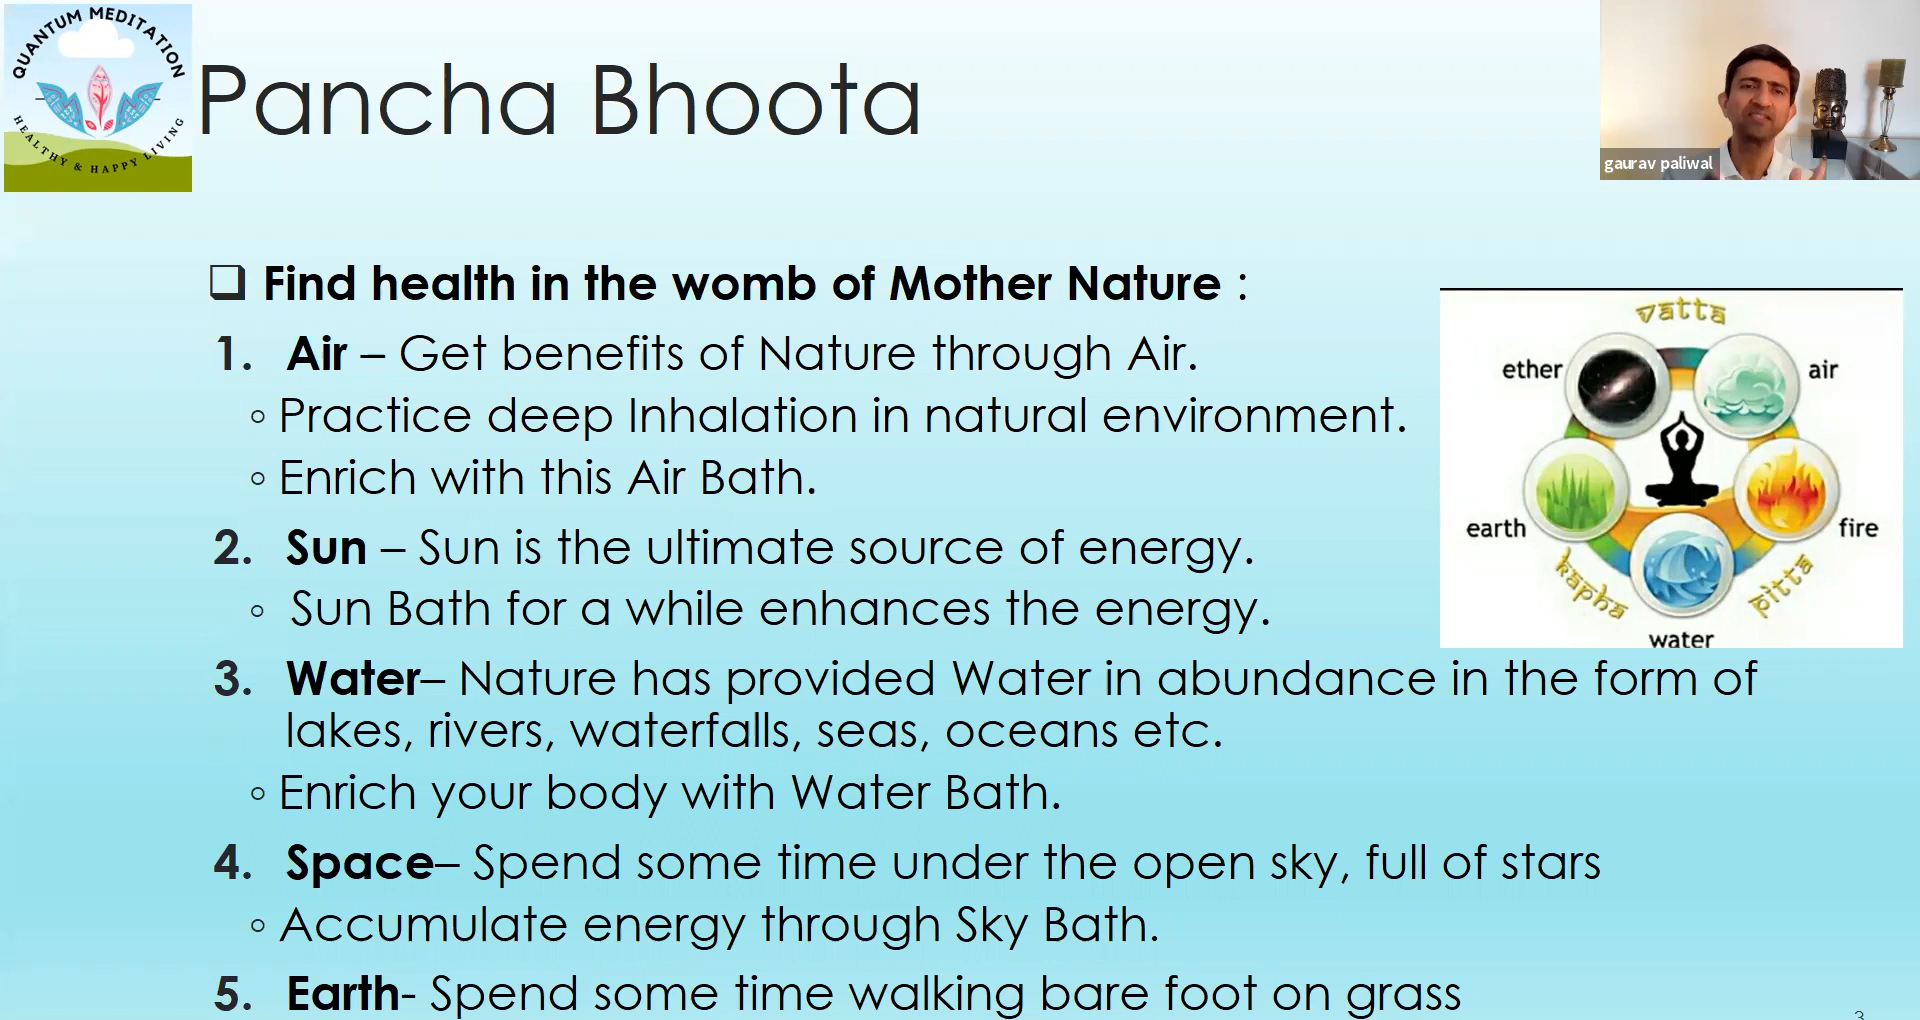 QUANTUM MEDITATION
HEALTHY & HAPPY LIVING
Pancha Bhoota
gaurav paliwal
❑ Find health in the womb of Mother Nature :
1. Air – Get benefits of Nature through Air.
◦ Practice deep Inhalation in natural environment.
◦ Enrich with this Air Bath.
2. Sun – Sun is the ultimate source of energy.
◦ Sun Bath for a while enhances the energy.
3. Water– Nature has provided Water in abundance in the form of
lakes, rivers, waterfalls, seas, oceans etc.
◦ Enrich your body with Water Bath.
4. Space– Spend some time under the open sky, full of stars
◦ Accumulate energy through Sky Bath.
5. Earth- Spend some time walking bare foot on grass
vatta
ether
air
earth
fire
kapha
pitta
water
3